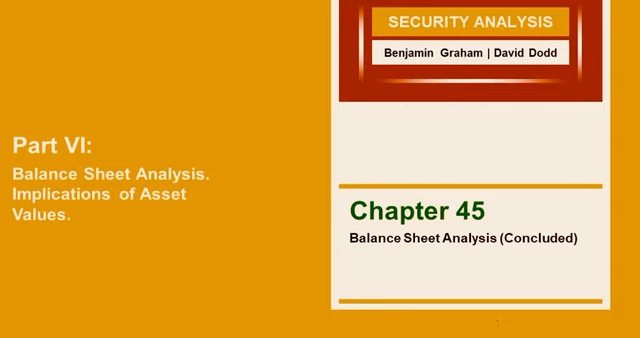 SECURITY ANALYSIS
Benjamin Graham | David Dodd
Part VI:
Balance Sheet Analysis.
Implications of Asset
Values.
Chapter 45
Balance Sheet Analysis (Concluded)